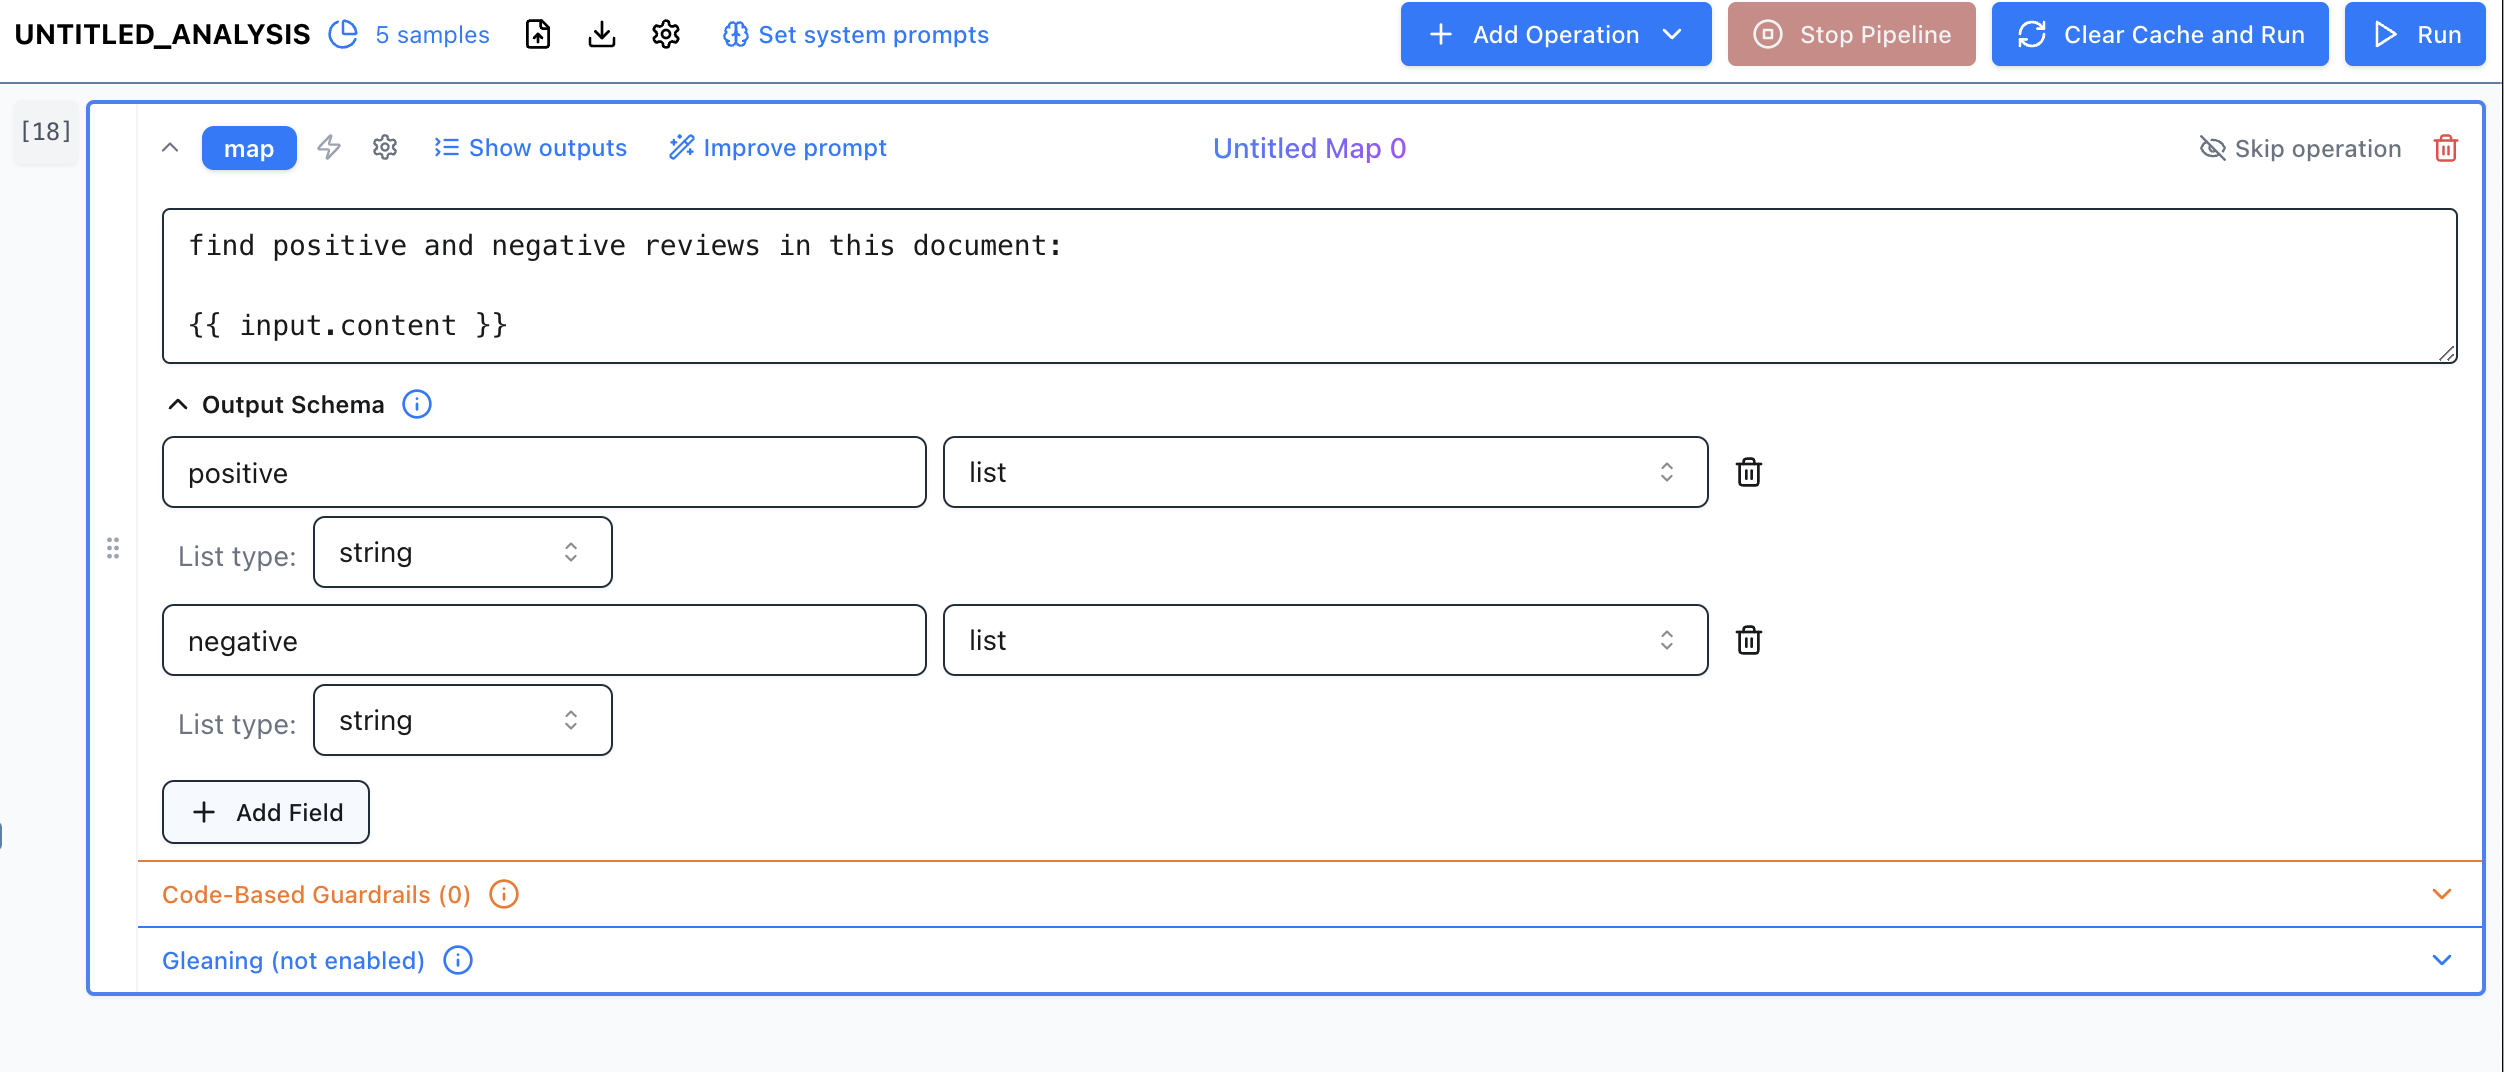 UNTITLED_ANALYSIS 5 samples Set system prompts Add Operation Stop Pipeline Clear Cache and Run Run
[18]
map Show outputs Improve prompt Untitled Map 0 Skip operation
find positive and negative reviews in this document:
{{ input.content }}
Output Schema
positive list
List type: string
negative list
List type: string
Add Field
Code-Based Guardrails (0)
Gleaning (not enabled)